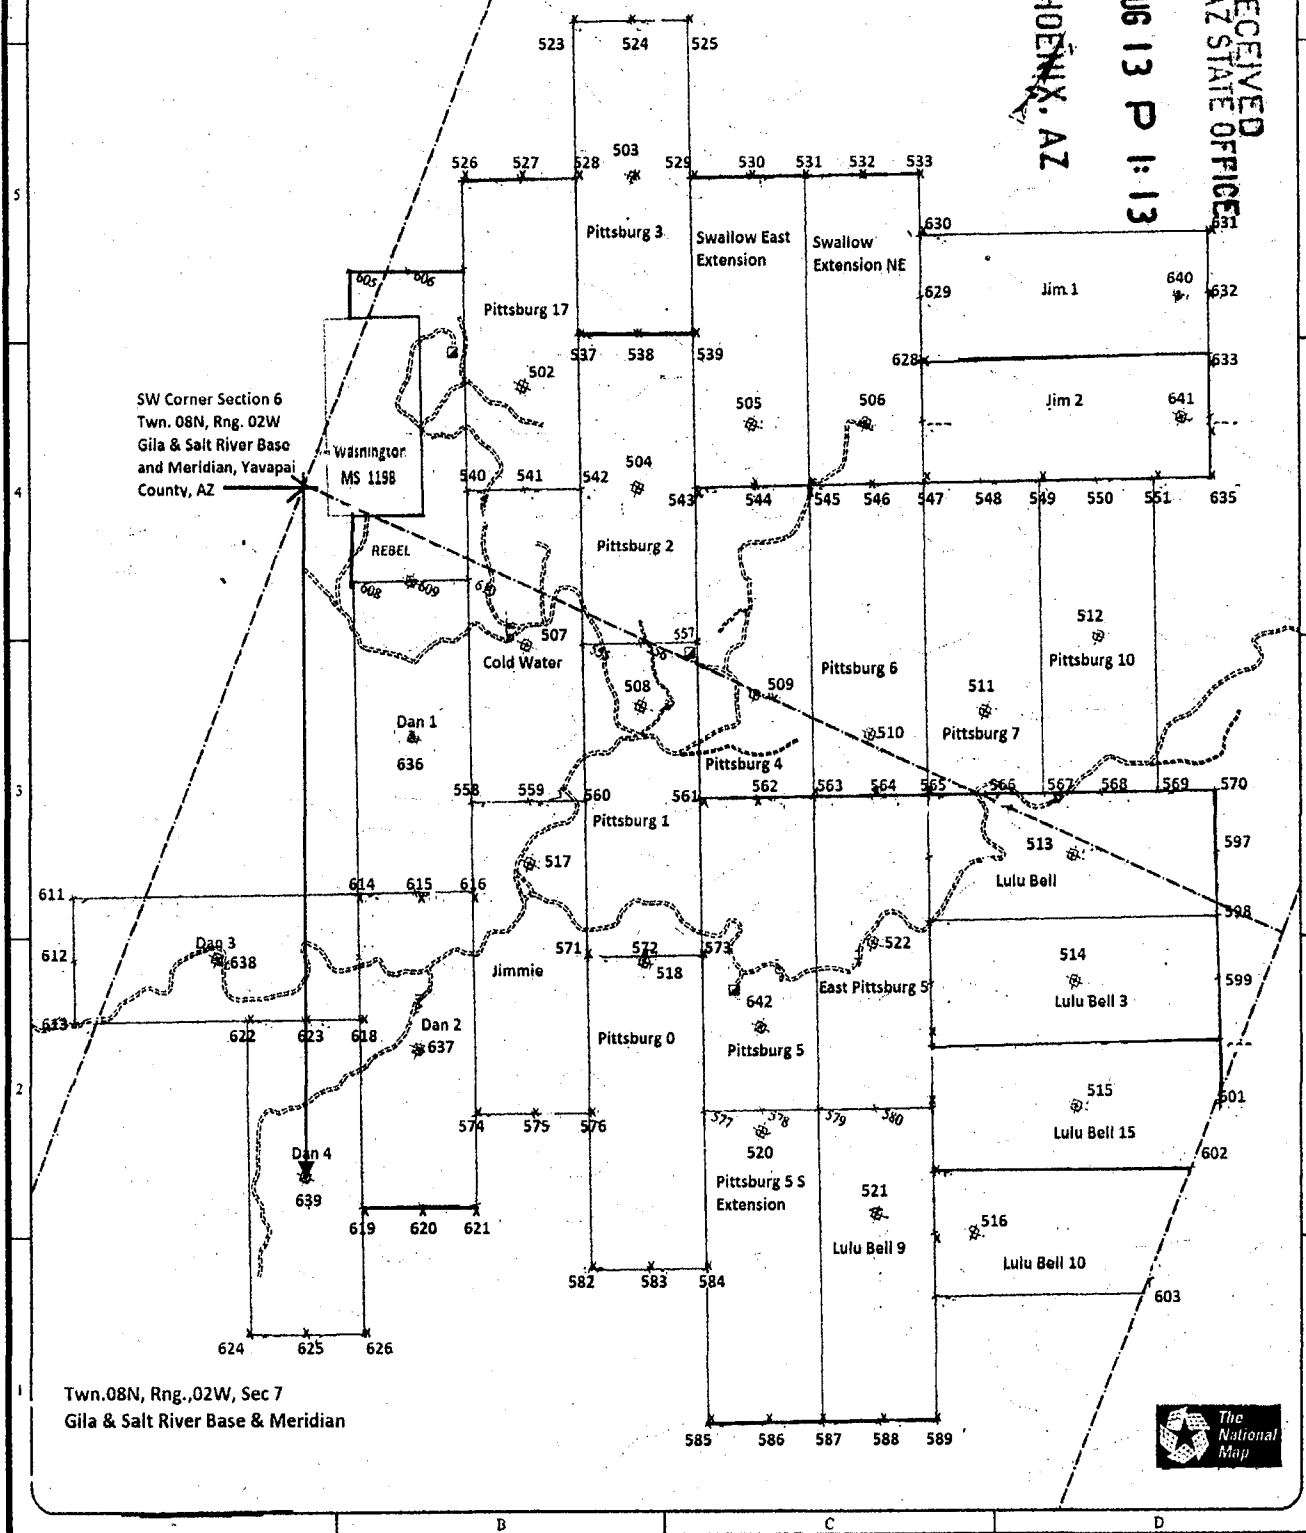 523 524 525
ECEIVED
AZ STATE OFFICE
UG 13 P 1:13
HOENIX, AZ
503
526 527 528 529 530 531 532 533
5
630 631
Pittsburg 3
Swallow East
Extension
Swallow
Extension NE
605 606
640
629 Jim 1 632
Pittsburg 17
537 538 539
628 633
502
SW Corner Section 6
Twn. 08N, Rng. 02W
Gila & Salt River Base
and Meridian, Yavapai
County, AZ
505 506
Jim 2 641
Washington
MS 119B
504
540 541 542
4
543 544 545 546 547 548 549 550 551 635
REBEL
Pittsburg 2
608 609 610
512
507
557
Cold Water
Pittsburg 6
Pittsburg 10
508 509
511
Dan 1
510
Pittsburg 7
636
Pittsburg 4
3
558 559 560 561 562 563 564 565 566 567 568 569 570
Pittsburg 1
513 597
517
Lulu Bell
611 614 615 616
598
Dan 3
522
612 638
571 572 573
518
514
Jimmie
599
East Pittsburg 5
642
Lulu Bell 3
613
622 623 618
Dan 2
637
Pittsburg 0
Pittsburg 5
2
515
601
574 575 576
577 578 579 580
Lulu Bell 15
Dan 4
520
602
639
Pittsburg 5 S
Extension
521
516
619 620 621
Lulu Bell 9
Lulu Bell 10
582 583 584
603
624 625 626
1
Twn.08N, Rng.,02W, Sec 7
Gila & Salt River Base & Meridian
585 586 587 588 589
The
National
Map
B C D